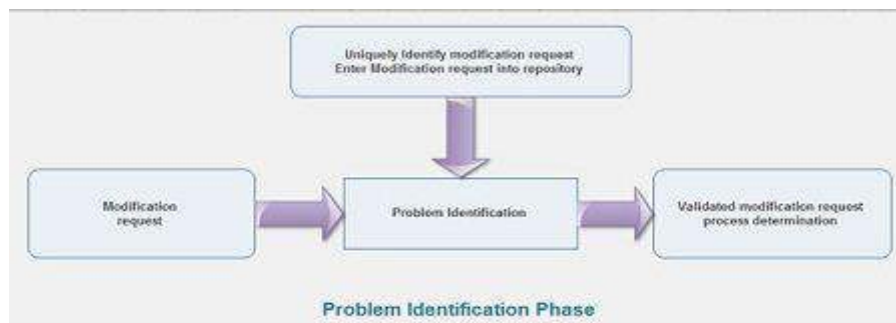 Uniquely Identify modification request
Enter Modification request into repository
Modification
request
Problem Identification
Validated modification request
process determination
Problem Identification Phase